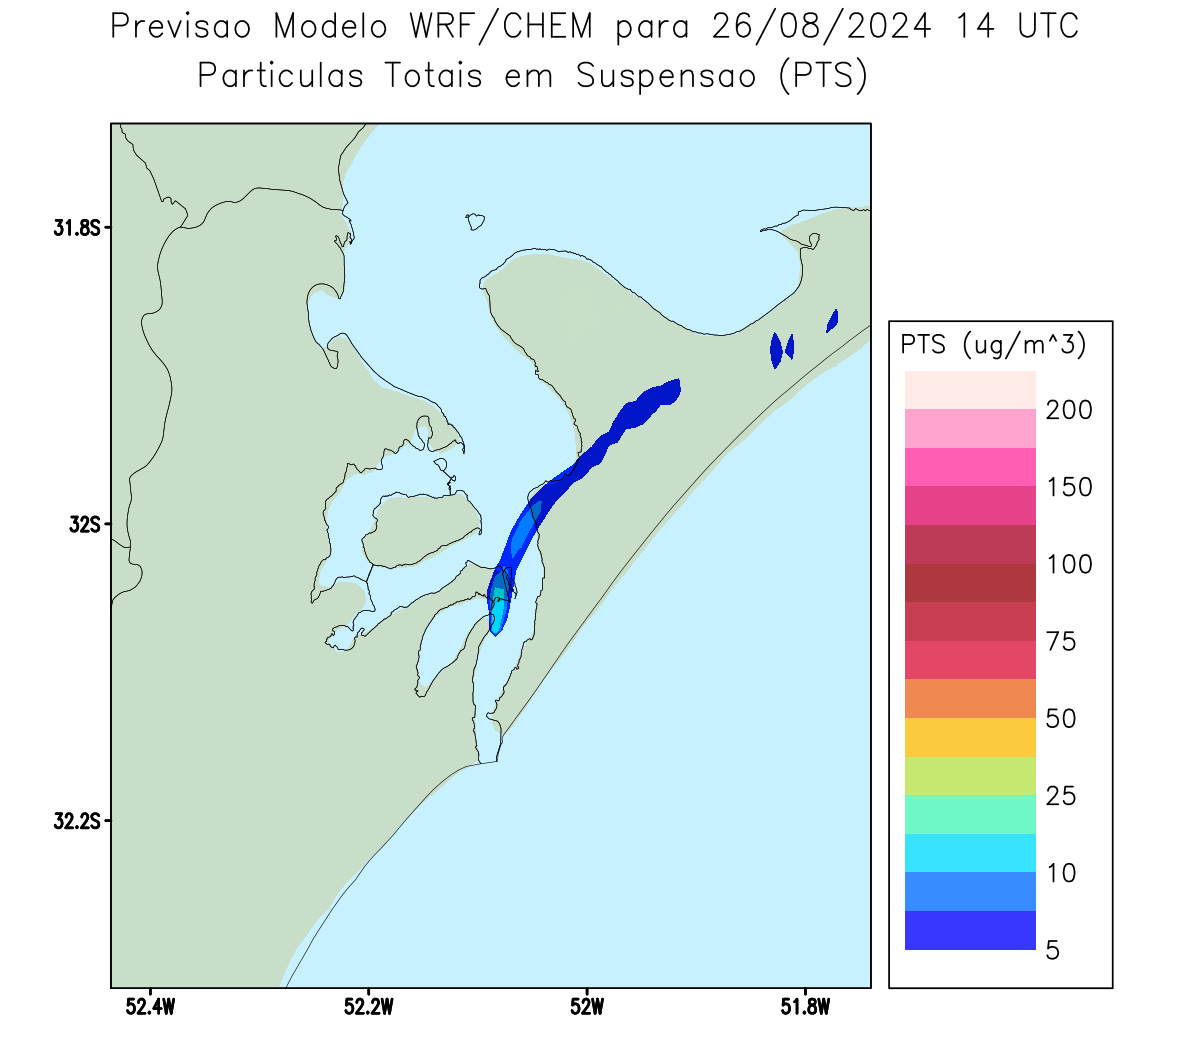 Previsao Modelo WRF/CHEM para 26/08/2024 14 UTC
Particulas Totais em Suspensao (PTS)
31.8S
32S
32.2S
52.4W
52.2W
52W
51.8W
PTS (ug/m^3)
200
150
100
75
50
25
10
5